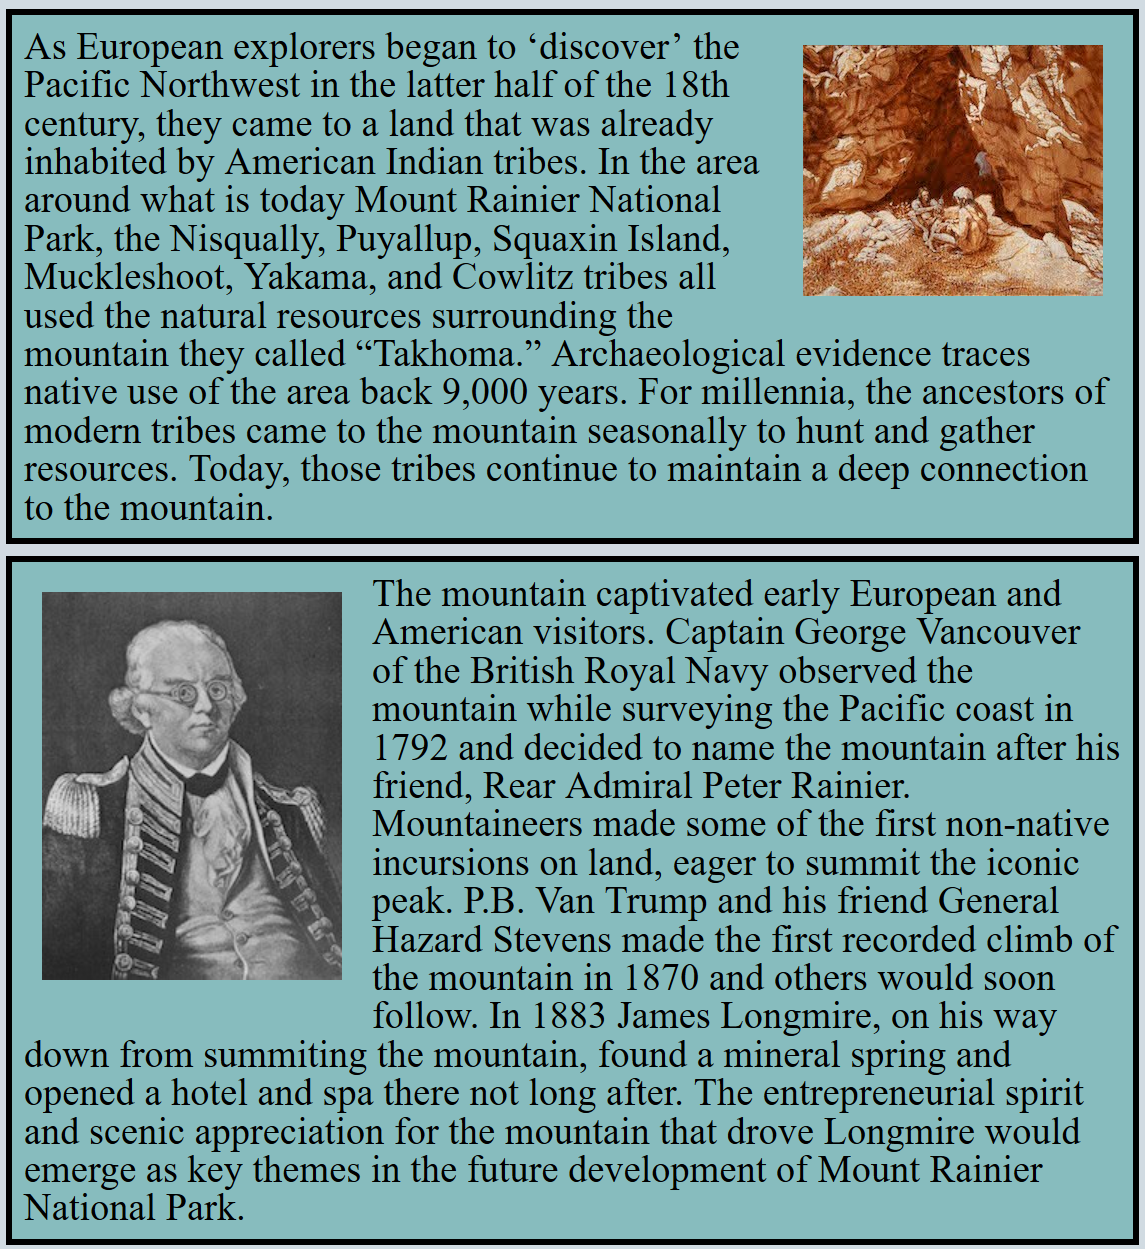 As European explorers began to ‘discover’ the
Pacific Northwest in the latter half of the 18th
century, they came to a land that was already
inhabited by American Indian tribes. In the area
around what is today Mount Rainier National
Park, the Nisqually, Puyallup, Squaxin Island,
Muckleshoot, Yakama, and Cowlitz tribes all
used the natural resources surrounding the
mountain they called “Takhoma.” Archaeological evidence traces
native use of the area back 9,000 years. For millennia, the ancestors of
modern tribes came to the mountain seasonally to hunt and gather
resources. Today, those tribes continue to maintain a deep connection
to the mountain.
The mountain captivated early European and
American visitors. Captain George Vancouver
of the British Royal Navy observed the
mountain while surveying the Pacific coast in
1792 and decided to name the mountain after his
friend, Rear Admiral Peter Rainier.
Mountaineers made some of the first non-native
incursions on land, eager to summit the iconic
peak. P.B. Van Trump and his friend General
Hazard Stevens made the first recorded climb of
the mountain in 1870 and others would soon
follow. In 1883 James Longmire, on his way
down from summiting the mountain, found a mineral spring and
opened a hotel and spa there not long after. The entrepreneurial spirit
and scenic appreciation for the mountain that drove Longmire would
emerge as key themes in the future development of Mount Rainier
National Park.